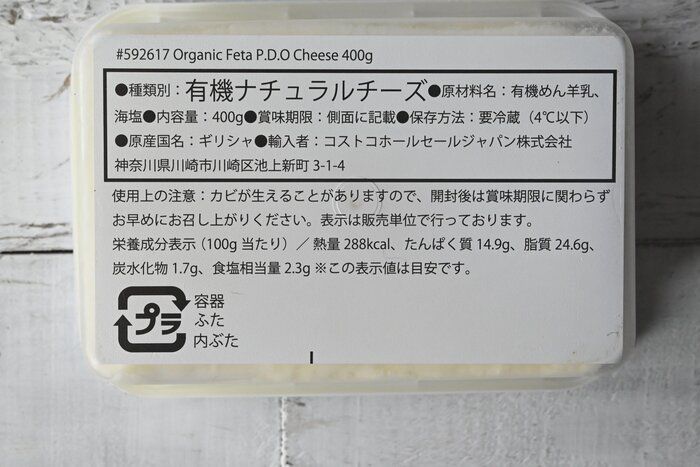 #592617 Organic Feta P.D.O Cheese 400g
●種類別：有機ナチュラルチーズ●原材料名：有機めん羊乳、
海塩●内容量：400g●賞味期限：側面に記載●保存方法：要冷蔵（4℃以下）
●原産国名：ギリシャ●輸入者：コストコホールセールジャパン株式会社
神奈川県川崎市川崎区池上新町 3-1-4
使用上の注意：カビが生えることがありますので、開封後は賞味期限に関わらず
お早めにお召し上がりください。表示は販売単位で行っております。
栄養成分表示（100g 当たり）／ 熱量 288kcal、たんぱく質 14.9g、脂質 24.6g、
炭水化物 1.7g、食塩相当量 2.3g ※この表示値は目安です。
プラ
容器
ふた
内ぶた